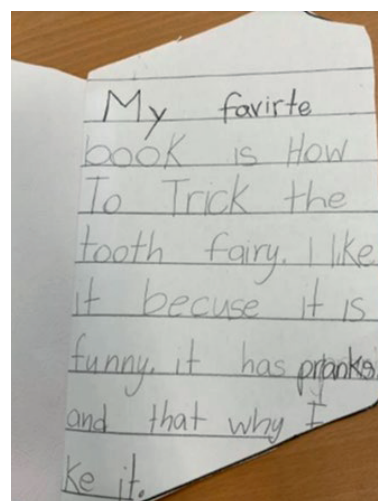 My favirte
book is How
To Trick the
tooth fairy. I like
it becuse it is
funny. it has pranks
and that why I
ke it.